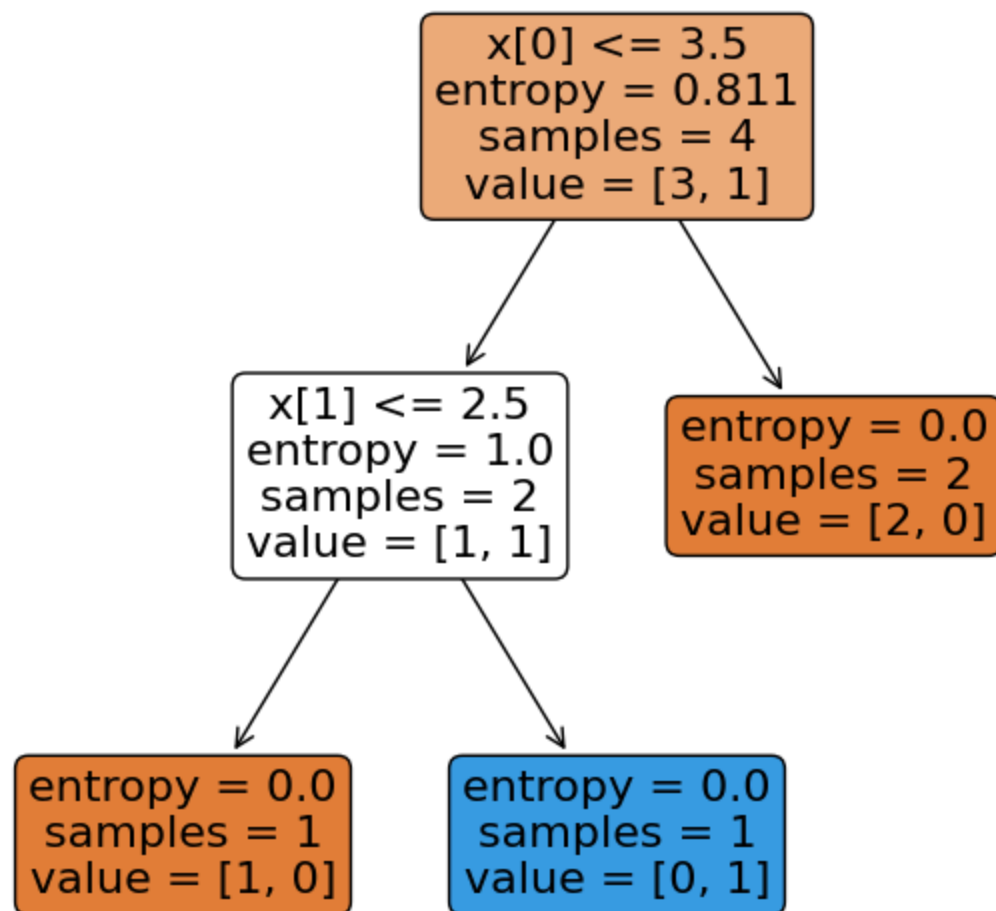 x[0] <= 3.5
entropy = 0.811
samples = 4
value = [3, 1]
x[1] <= 2.5
entropy = 1.0
samples = 2
value = [1, 1]
entropy = 0.0
samples = 2
value = [2, 0]
entropy = 0.0
samples = 1
value = [1, 0]
entropy = 0.0
samples = 1
value = [0, 1]